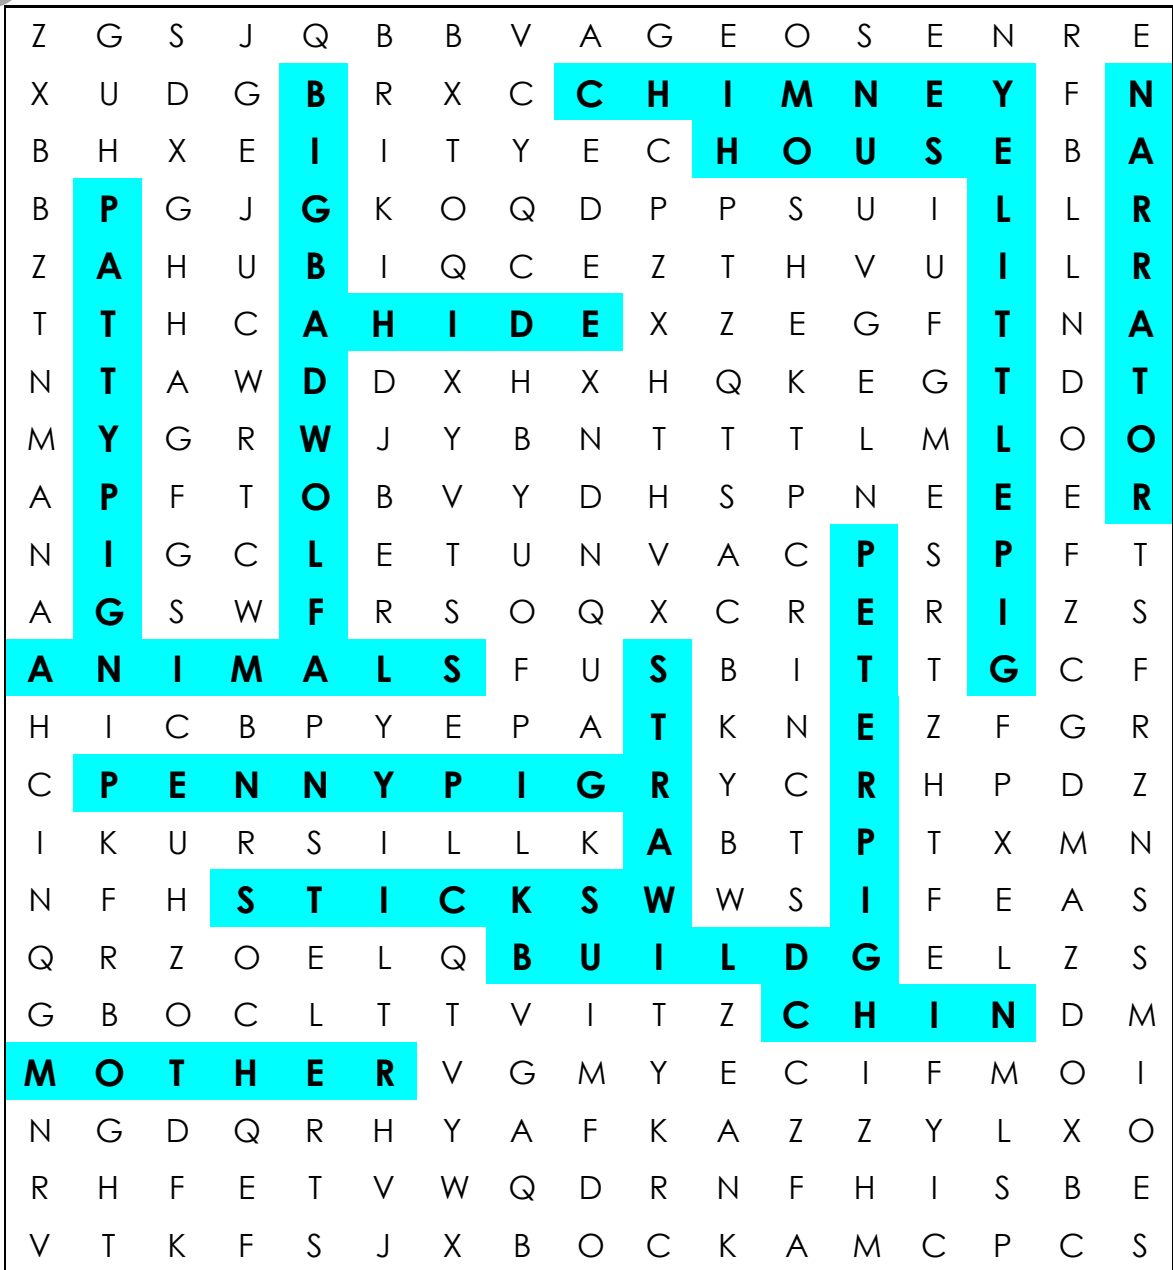 Z G S J Q B B V A G E O S E N R E
X U D G B R X C C H I M N E Y F N
B H X E I I T Y E C H O U S E B A
B P G J G K O Q D P P S U I L L R
Z A H U B I Q C E Z T H V U I L R
T T H C A H I D E X Z E G F T N A
N T A W D D X H X H Q K E G T D T
M Y G R W J Y B N T T T L M L O O
A P F T O B V Y D H S P N E E E R
N I G C L E T U N V A C P S P F T
A G S W F R S O Q X C R E R I Z S
A N I M A L S F U S B I T T G C F
H I C B P Y E P A T K N E Z F G R
C P E N N Y P I G R Y C R H P D Z
I K U R S I L L K A B T P T X M N
N F H S T I C K S W W S I F E A S
Q R Z O E L Q B U I L D G E L Z S
G B O C L T T V I T Z C H I N D M
M O T H E R V G M Y E C I F M O I
N G D Q R H Y A F K A Z Z Y L X O
R H F E T V W Q D R N F H I S B E
V T K F S J X B O C K A M C P C S